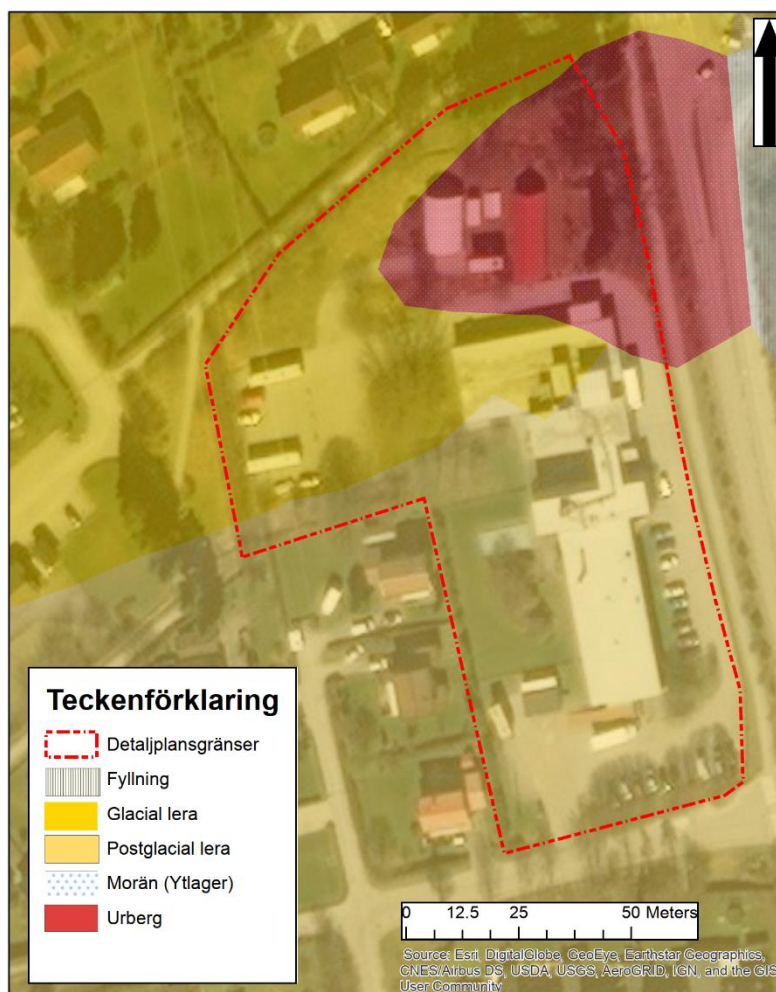 Teckenförklaring
Detaljplansgränser
Fyllning
Glacial lera
Postglacial lera
Morän (Ytlager)
Urberg
0 12.5 25 50 Meters
Source: Esri, DigitalGlobe, GeoEye, Earthstar Geographics,
CNES/Airbus DS, USDA, USGS, AeroGRID, IGN, and the GIS
User Community